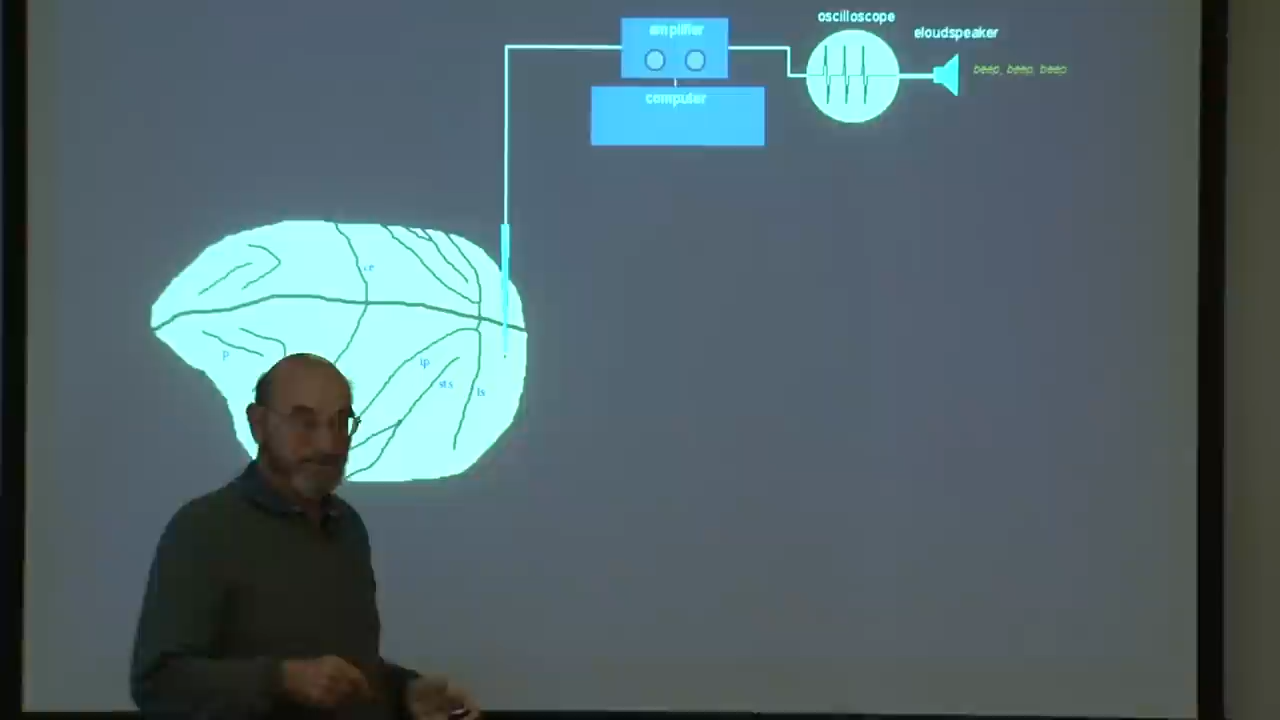 oscilloscope
amplifier
eloudspeaker
beep, beep, beep
computer
ce
p
ip
sts
ls